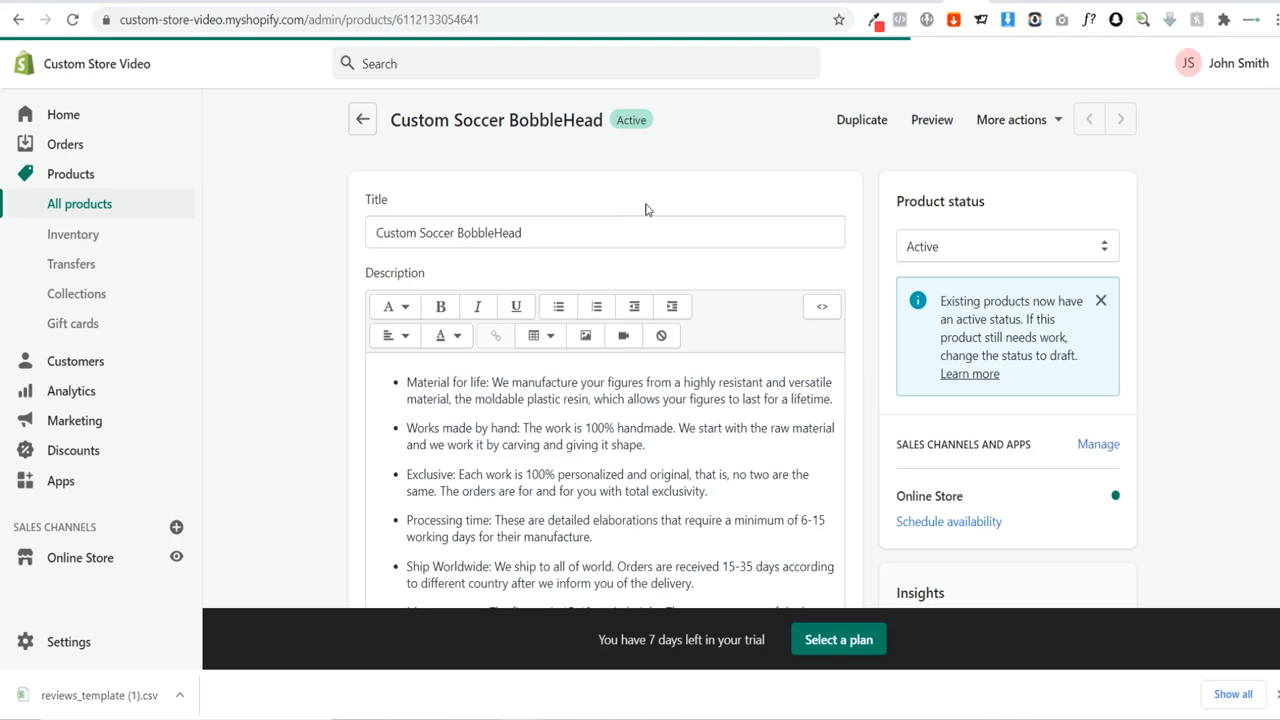 custom-store-video.myshopify.com/admin/products/6112133054641
Custom Store Video
Search
JS John Smith
Home
Orders
Products
All products
Inventory
Transfers
Collections
Gift cards
Customers
Analytics
Marketing
Discounts
Apps
SALES CHANNELS
Online Store
Settings
Custom Soccer BobbleHead Active
Duplicate Preview More actions
Title
Custom Soccer BobbleHead
Description
A B I U <>
A
• Material for life: We manufacture your figures from a highly resistant and versatile
material, the moldable plastic resin, which allows your figures to last for a lifetime.
• Works made by hand: The work is 100% handmade. We start with the raw material
and we work it by carving and giving it shape.
• Exclusive: Each work is 100% personalized and original, that is, no two are the
same. The orders are for and for you with total exclusivity.
• Processing time: These are detailed elaborations that require a minimum of 6-15
working days for their manufacture.
• Ship Worldwide: We ship to all of world. Orders are received 15-35 days according
to different country after we inform you of the delivery.
Product status
Active
Existing products now have
an active status. If this
product still needs work,
change the status to draft.
Learn more
SALES CHANNELS AND APPS Manage
Online Store
Schedule availability
Insights
You have 7 days left in your trial Select a plan
reviews_template (1).csv
Show all